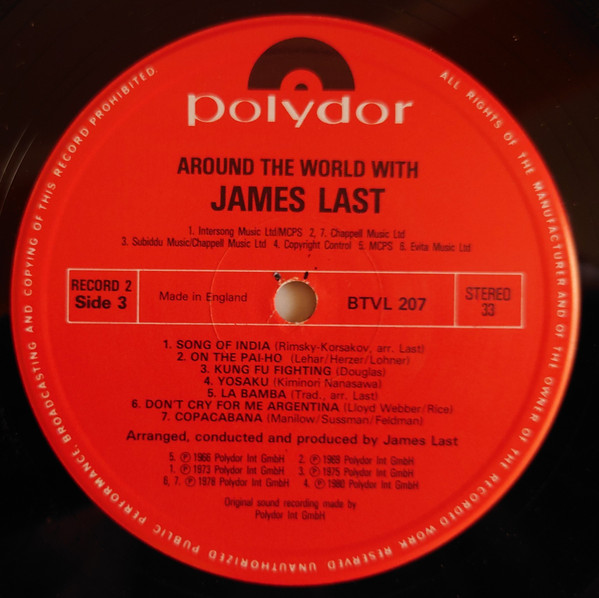 polydor
AROUND THE WORLD WITH
JAMES LAST
1. Intersong Music Ltd/MCPS 2, 7. Chappell Music Ltd
3. Subiddu Music/Chappell Music Ltd 4. Copyright Control 5. MCPS 6. Evita Music Ltd
RECORD 2
Side 3
Made in England
BTVL 207
STEREO
33
1. SONG OF INDIA (Rimsky-Korsakov, arr. Last)
2. ON THE PAI-HO (Lehar/Herzer/Lohner)
3. KUNG FU FIGHTING (Douglas)
4. YOSAKU (Kiminori Nanasawa)
5. LA BAMBA (Trad., arr. Last)
6. DON'T CRY FOR ME ARGENTINA (Lloyd Webber/Rice)
7. COPACABANA (Manilow/Sussman/Feldman)
Arranged, conducted and produced by James Last
5. ℗ 1966 Polydor Int GmbH 2. ℗ 1969 Polydor Int GmbH
1. ℗ 1973 Polydor Int GmbH 3. ℗ 1975 Polydor Int GmbH
6, 7. ℗ 1978 Polydor Int GmbH 4. ℗ 1980 Polydor Int GmbH
Original sound recording made by
Polydor Int GmbH
ALL RIGHTS OF THE MANUFACTURER AND OF THE OWNER OF THE RECORDED WORK RESERVED. UNAUTHORIZED PUBLIC PERFORMANCE, BROADCASTING AND COPYING OF THIS RECORD PROHIBITED.